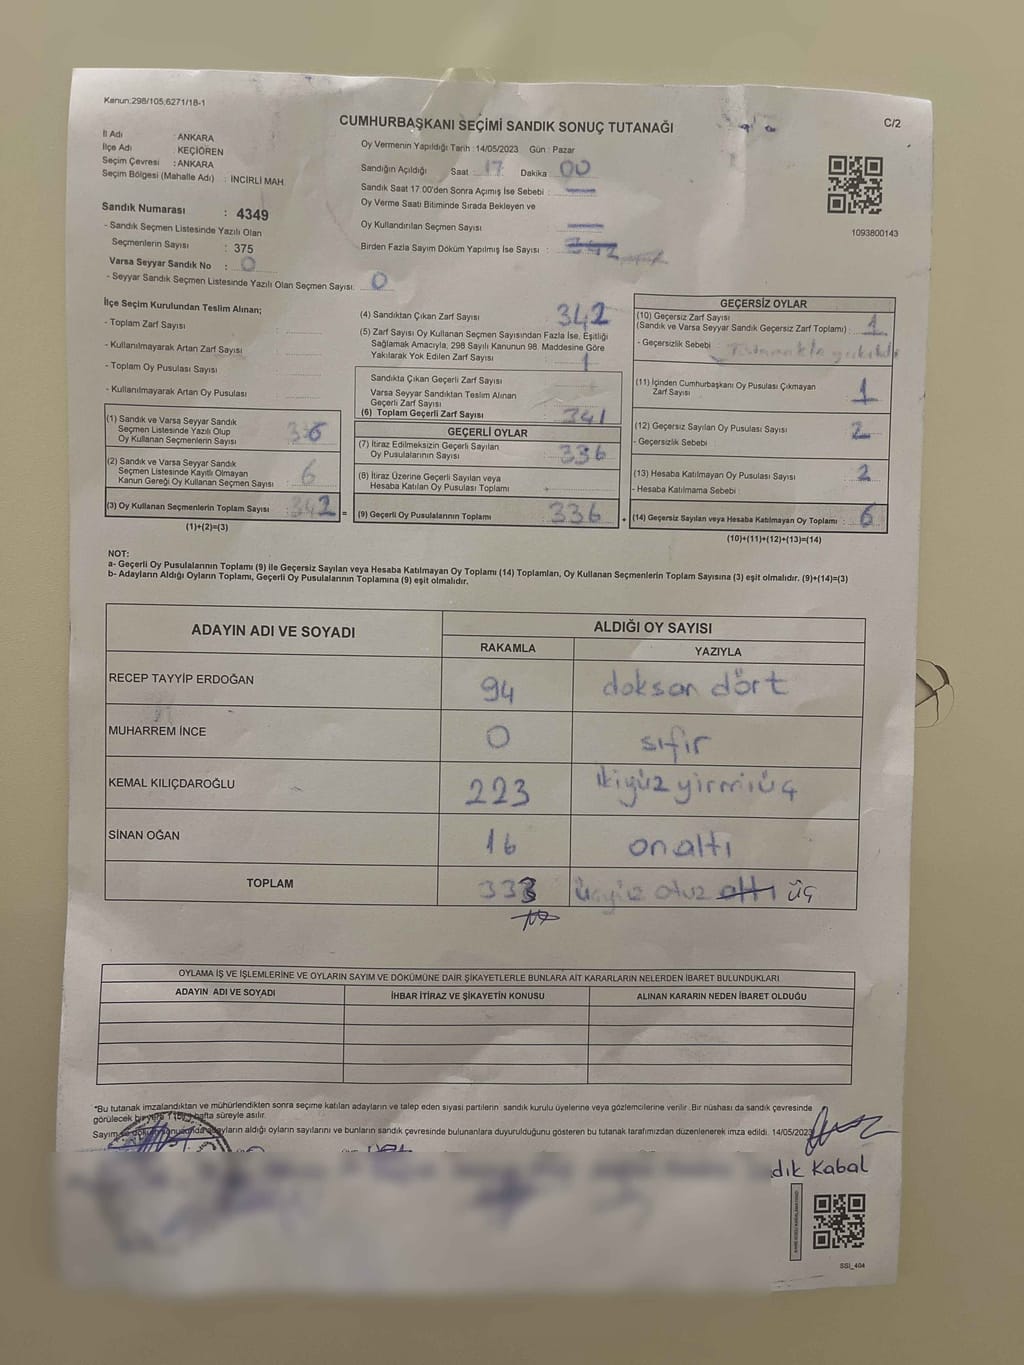 Kanun:298/105;6271/18-1
C/2
CUMHURBAŞKANI SEÇİMİ SANDIK SONUÇ TUTANAĞI
İl Adı : ANKARA
İlçe Adı : KEÇİÖREN
Seçim Çevresi : ANKARA
Seçim Bölgesi (Mahalle Adı) : İNCİRLİ MAH.
Sandık Numarası : 4349
- Sandık Seçmen Listesinde Yazılı Olan
Seçmenlerin Sayısı : 375
Varsa Seyyar Sandık No : 0
- Seyyar Sandık Seçmen Listesinde Yazılı Olan Seçmen Sayısı: 0
Oy Vermenin Yapıldığı Tarih : 14/05/2023 Gün : Pazar
Sandığın Açıldığı Saat : 17 Dakika : 00
Sandık Saat 17.00'den Sonra Açımış İse Sebebi :
Oy Verme Saati Bitiminde Sırada Bekleyen ve
Oy Kullandırılan Seçmen Sayısı :
Birden Fazla Sayım Döküm Yapılmış İse Sayısı : 342
1093800143
İlçe Seçim Kurulundan Teslim Alınan;
- Toplam Zarf Sayısı
- Kullanılmayarak Artan Zarf Sayısı
- Toplam Oy Pusulası Sayısı
- Kullanılmayarak Artan Oy Pusulası
(1) Sandık ve Varsa Seyyar Sandık
Seçmen Listesinde Yazılı Olup
Oy Kullanan Seçmenlerin Sayısı : 336
(2) Sandık ve Varsa Seyyar Sandık
Seçmen Listesinde Kayıtlı Olmayan
Kanun Gereği Oy Kullanan Seçmen Sayısı : 6
(3) Oy Kullanan Seçmenlerin Toplam Sayısı : 342 =
(1)+(2)=(3)
(4) Sandıktan Çıkan Zarf Sayısı : 342
(5) Zarf Sayısı Oy Kullanan Seçmen Sayısından Fazla İse, Eşitliği
Sağlamak Amacıyla, 298 Sayılı Kanunun 98. Maddesine Göre
Yakılarak Yok Edilen Zarf Sayısı : 1
Sandıkta Çıkan Geçerli Zarf Sayısı :
Varsa Seyyar Sandıktan Teslim Alınan
Geçerli Zarf Sayısı :
(6) Toplam Geçerli Zarf Sayısı : 341
GEÇERLİ OYLAR
(7) İtiraz Edilmeksizin Geçerli Sayılan
Oy Pusulalarının Sayısı : 336
(8) İtiraz Üzerine Geçerli Sayılan veya
Hesaba Katılan Oy Pusulası Toplamı :
(9) Geçerli Oy Pusulalarının Toplamı : 336 +
GEÇERSİZ OYLAR
(10) Geçersiz Zarf Sayısı
(Sandık ve Varsa Seyyar Sandık Geçersiz Zarf Toplamı) : 1
- Geçersizlik Sebebi : Tutanakla yakıldı
(11) İçinden Cumhurbaşkanı Oy Pusulası Çıkmayan
Zarf Sayısı : 1
(12) Geçersiz Sayılan Oy Pusulası Sayısı : 2
- Geçersizlik Sebebi :
(13) Hesaba Katılmayan Oy Pusulası Sayısı : 2
- Hesaba Katılmama Sebebi :
(14) Geçersiz Sayılan veya Hesaba Katılmayan Oy Toplamı : 6
(10)+(11)+(12)+(13)=(14)
NOT:
a- Geçerli Oy Pusulalarının Toplamı (9) ile Geçersiz Sayılan veya Hesaba Katılmayan Oy Toplamı (14) Toplamları, Oy Kullanan Seçmenlerin Toplam Sayısına (3) eşit olmalıdır. (9)+(14)=(3)
b- Adayların Aldığı Oyların Toplamı, Geçerli Oy Pusulalarının Toplamına (9) eşit olmalıdır.
ADAYIN ADI VE SOYADI ALDIĞI OY SAYISI
RAKAMLA YAZIYLA
RECEP TAYYİP ERDOĞAN 94 doksan dört
MUHARREM İNCE 0 sıfır
KEMAL KILIÇDAROĞLU 223 ikiyüz yirmiüç
SİNAN OĞAN 16 onaltı
TOPLAM 333 üçyüz otuz altı üç
OYLAMA İŞ VE İŞLEMLERİNE VE OYLARIN SAYIM VE DÖKÜMÜNE DAİR ŞİKAYETLERLE BUNLARA AİT KARARLARIN NELERDEN İBARET BULUNDUKLARI
ADAYIN ADI VE SOYADI İHBAR İTİRAZ VE ŞİKAYETİN KONUSU ALINAN KARARIN NEDEN İBARET OLDUĞU
*Bu tutanak imzalandıktan ve mühürlendikten sonra seçime katılan adayların ve talep eden siyasi partilerin sandık kurulu üyelerine veya gözlemcilerine verilir. Bir nüshası da sandık çevresinde
görülecek bir yere 1 hafta süreyle asılır.
adayların aldığı oyların sayılarını ve bunların sandık çevresinde bulunanlara duyurulduğunu gösteren bu tutanak tarafımızdan düzenlenerek imza edildi. 14/05/2023
dık Kabal
SSİ_404